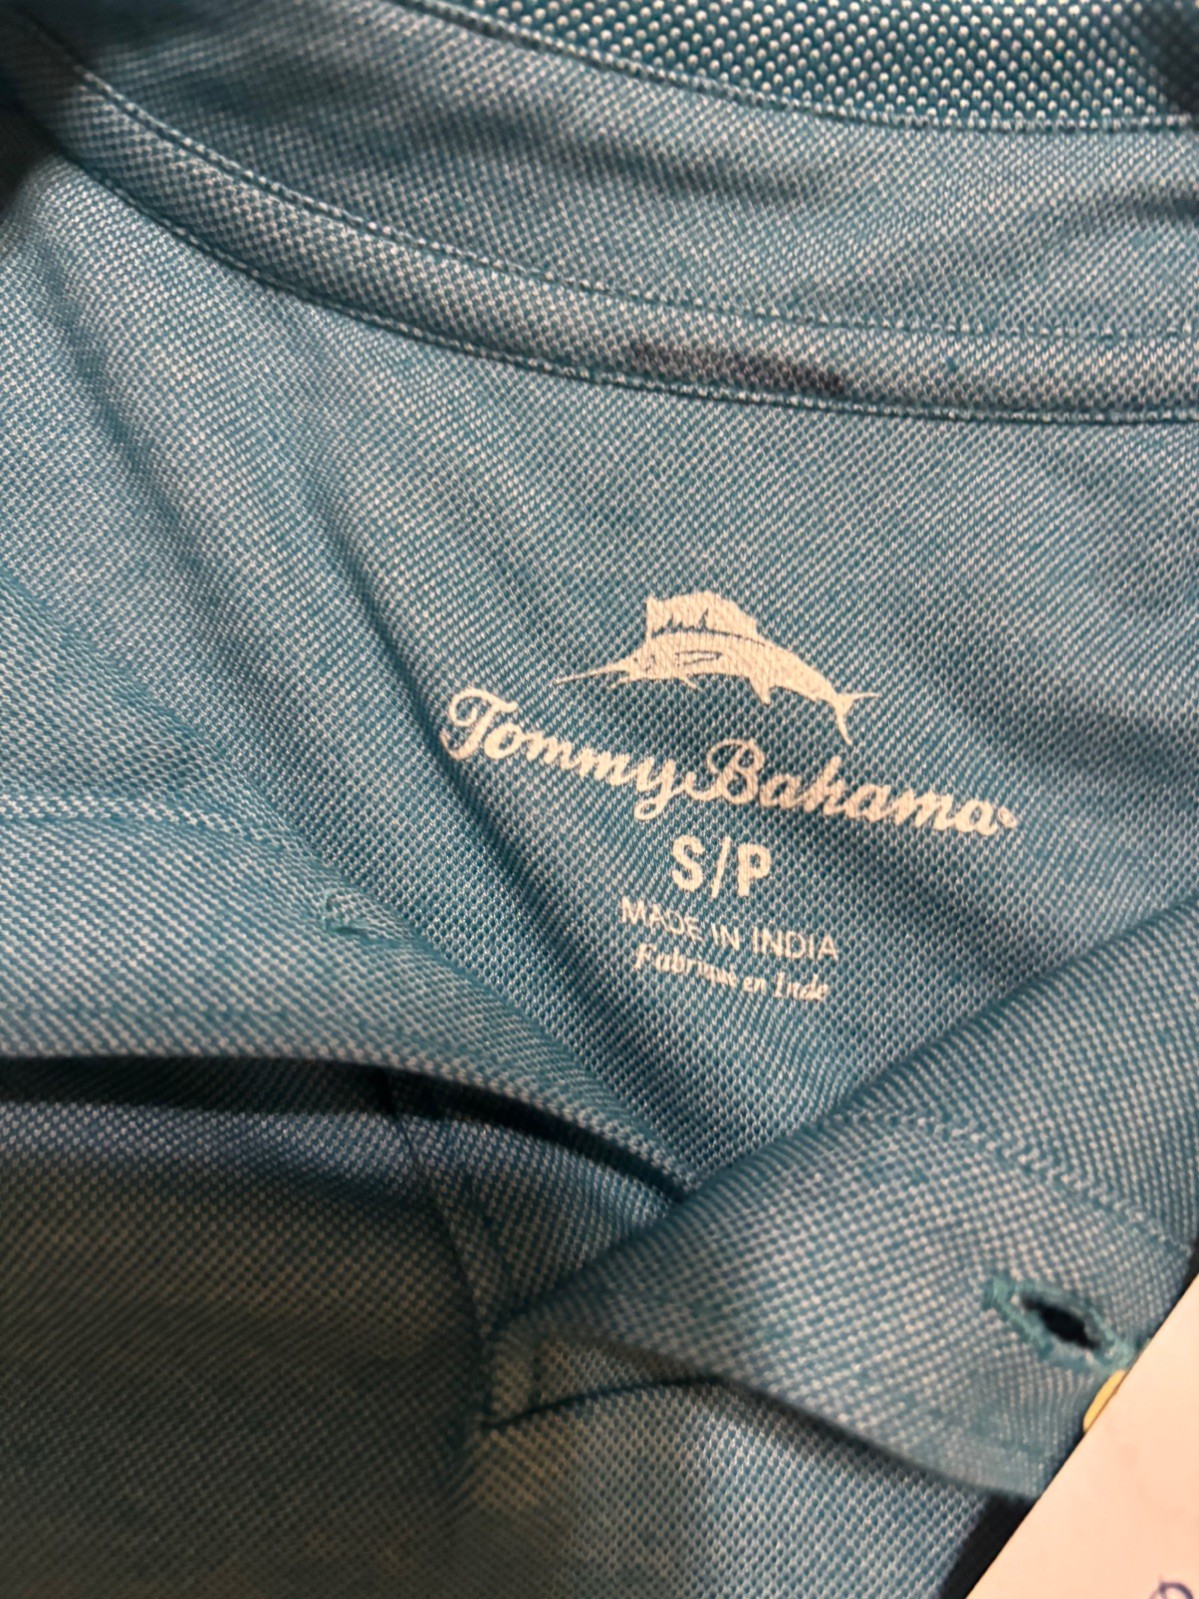 Tommy Bahama®
S/P
MADE IN INDIA
Fabriqué en Inde